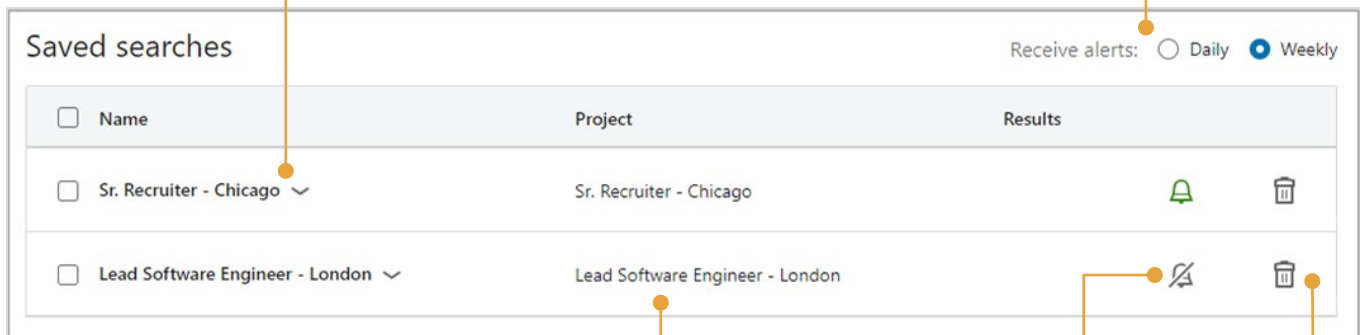 Saved searches
Receive alerts: Daily Weekly
Name Project Results
Sr. Recruiter - Chicago Sr. Recruiter - Chicago
Lead Software Engineer - London Lead Software Engineer - London